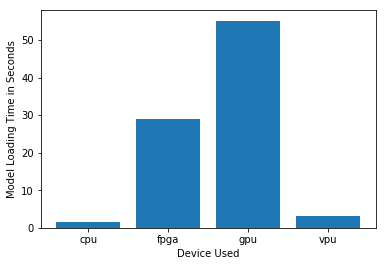 Model Loading Time in Seconds
50
40
30
20
10
0
cpu
fpga
gpu
vpu
Device Used